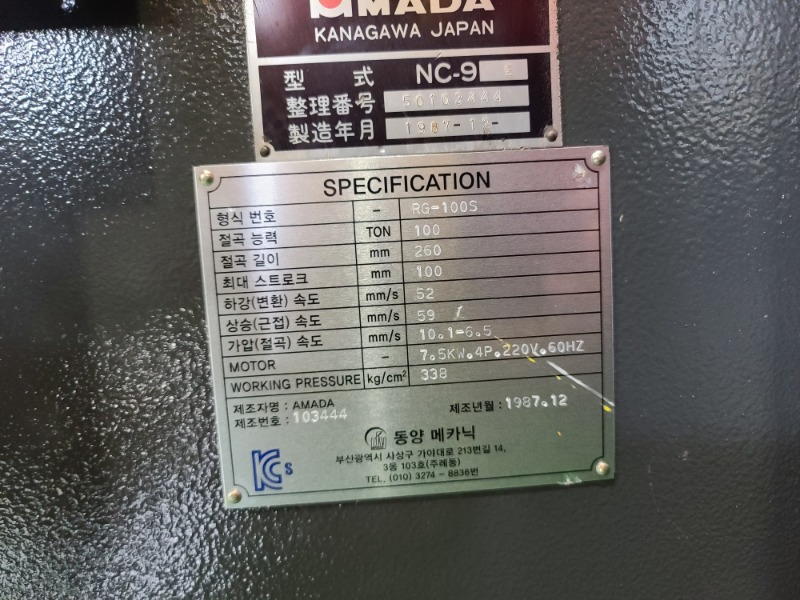 AMADA
KANAGAWA JAPAN
型 式 NC-9
整理番号 50103444
製造年月 1987-12-
SPECIFICATION
형식 번호 - RG-100S
절곡 능력 TON 100
절곡 길이 mm 260
최대 스트로크 mm 100
하강(변환) 속도 mm/s 52
상승(근접) 속도 mm/s 59
가압(절곡) 속도 mm/s 10.1-6.5
MOTOR - 7.5KW.4P.220V.60HZ
WORKING PRESSURE kg/cm² 338
제조자명 : AMADA
제조번호 : 103444 제조년월 : 1987.12
동양 메카닉
부산광역시 사상구 가야대로 213번길 14,
3동 103호(주례동)
TEL. (010) 3274 - 8836번
KCs